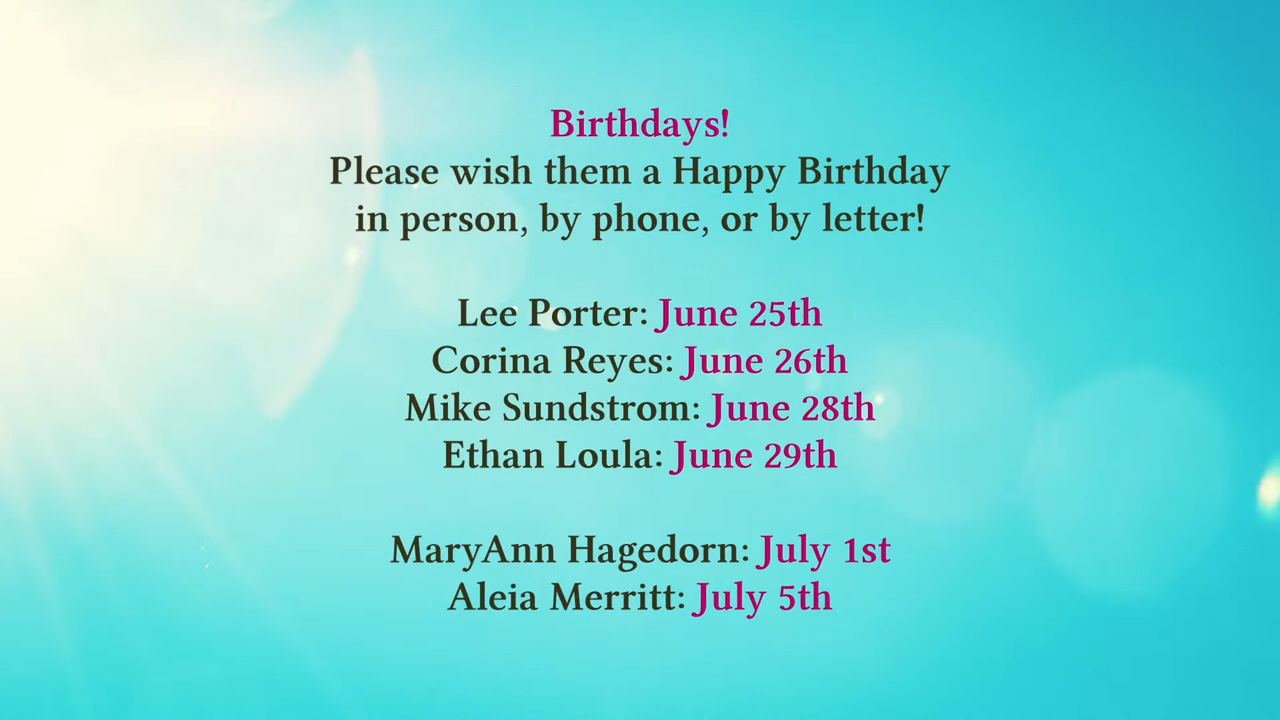 Birthdays!
Please wish them a Happy Birthday
in person, by phone, or by letter!
Lee Porter: June 25th
Corina Reyes: June 26th
Mike Sundstrom: June 28th
Ethan Loula: June 29th
MaryAnn Hagedorn: July 1st
Aleia Merritt: July 5th